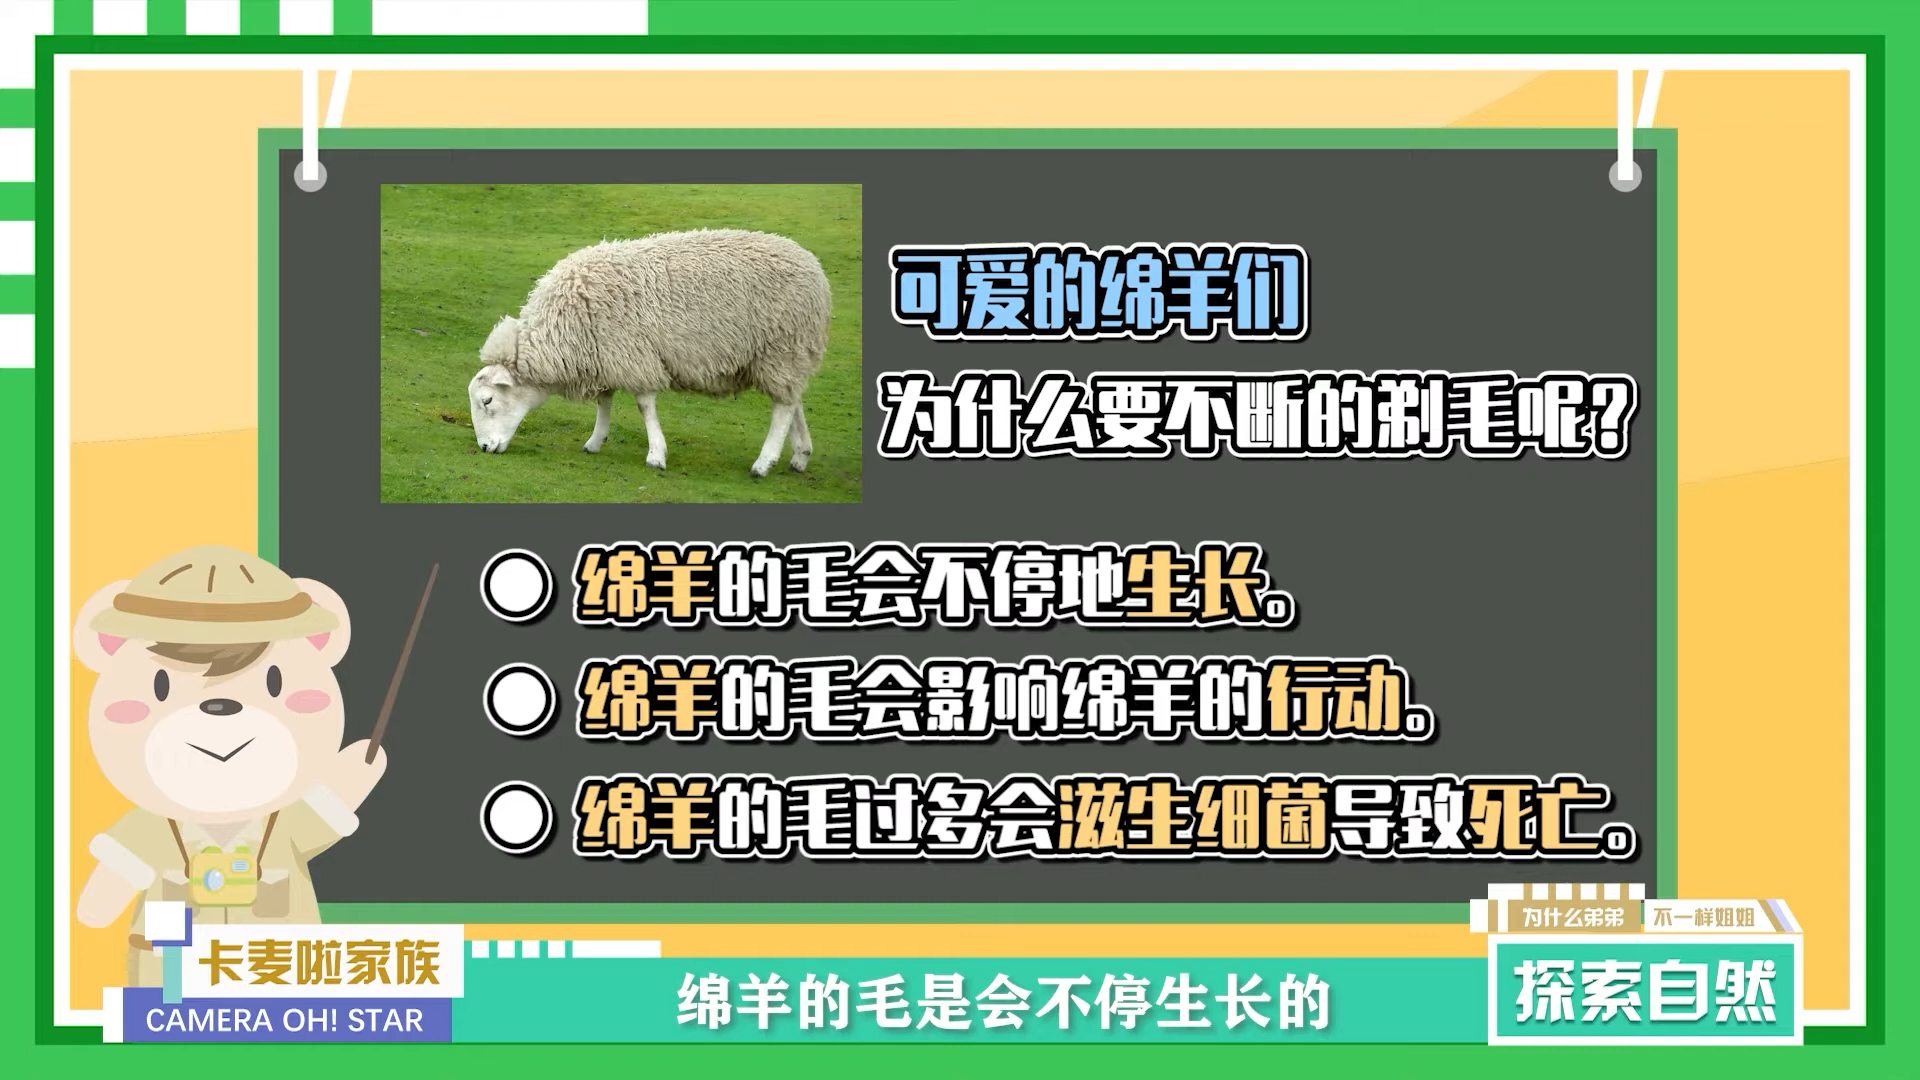 可爱的绵羊们
为什么要不断的剃毛呢?
绵羊的毛会不停地生长。
绵羊的毛会影响绵羊的行动。
绵羊的毛过多会滋生细菌导致死亡。
为什么弟弟 不一样姐姐
探索自然
卡麦啦家族
CAMERA OH! STAR
绵羊的毛是会不停生长的